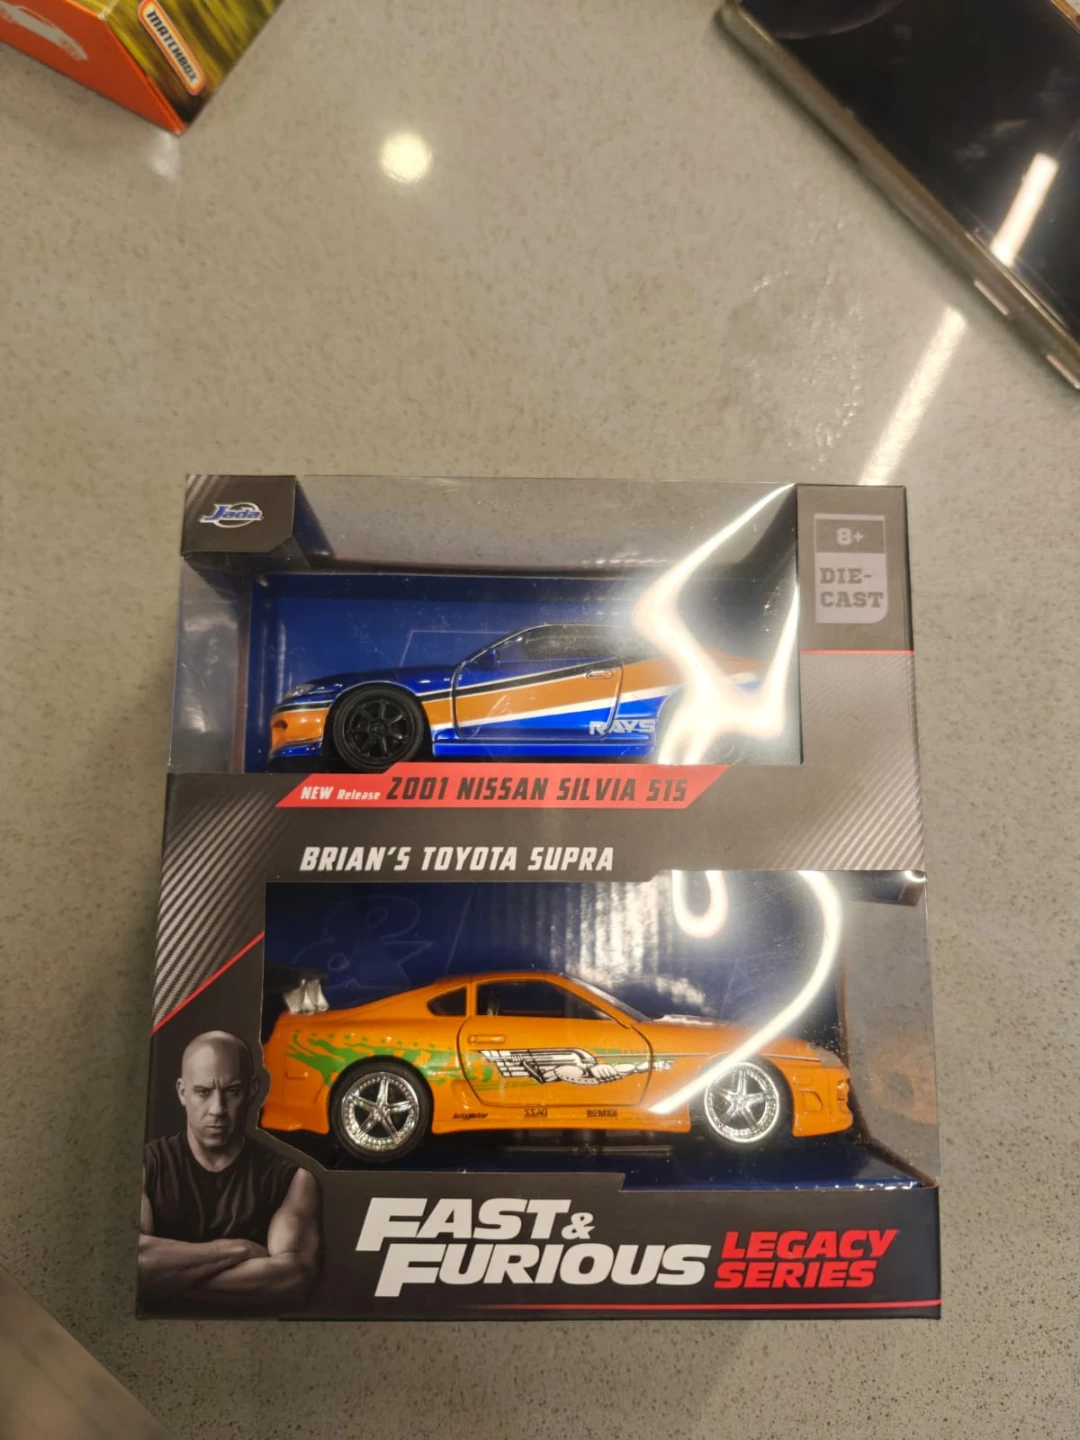 MATCHBOX
Jada
8+
DIE-
CAST
RAYS
NEW Release 2001 NISSAN SILVIA S15
BRIAN'S TOYOTA SUPRA
BOMEX
FAST &
FURIOUS
LEGACY
SERIES